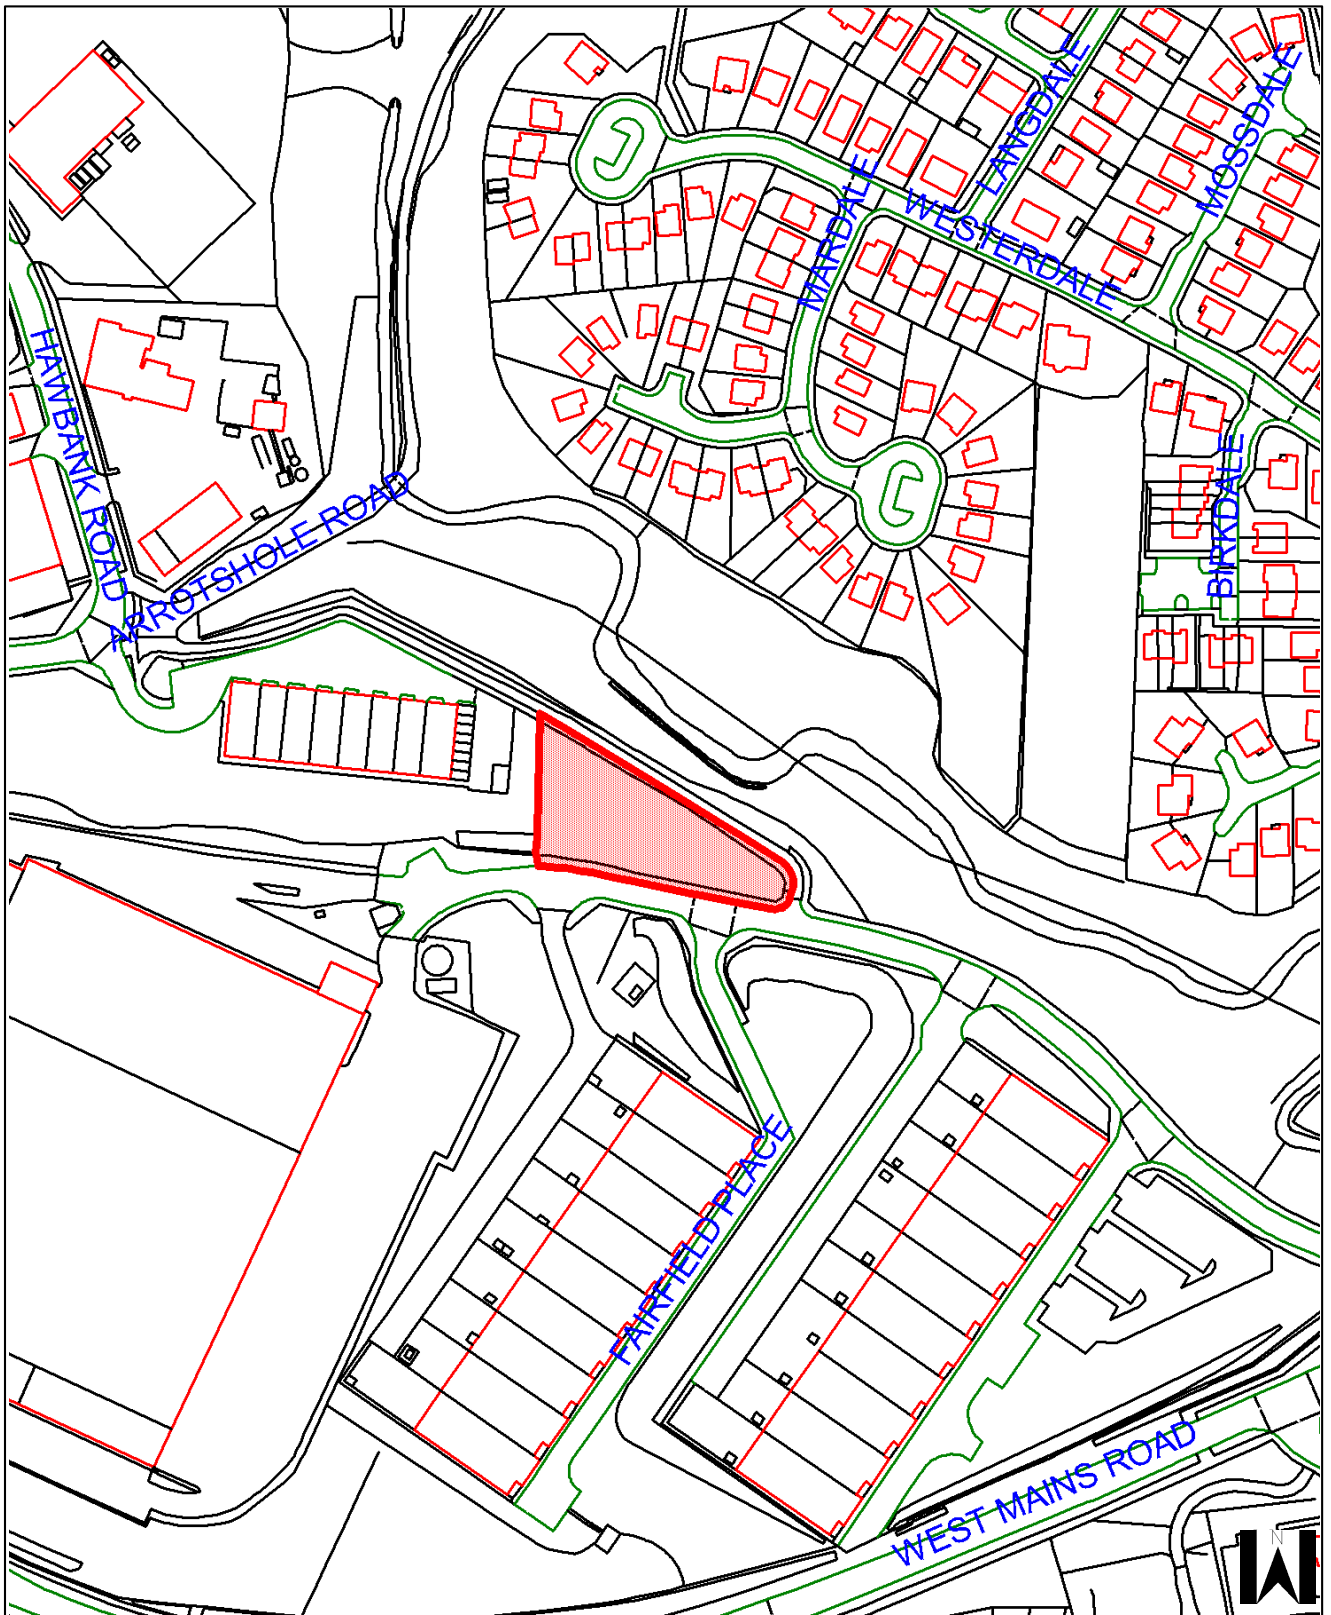 LANGDALE
MOSSDALE
MARDALE
WESTERDALE
HAWBANK ROAD
BIRKDALE
ARROTSHOLE ROAD
FAIRFIELD PLACE
WEST MAINS ROAD
N